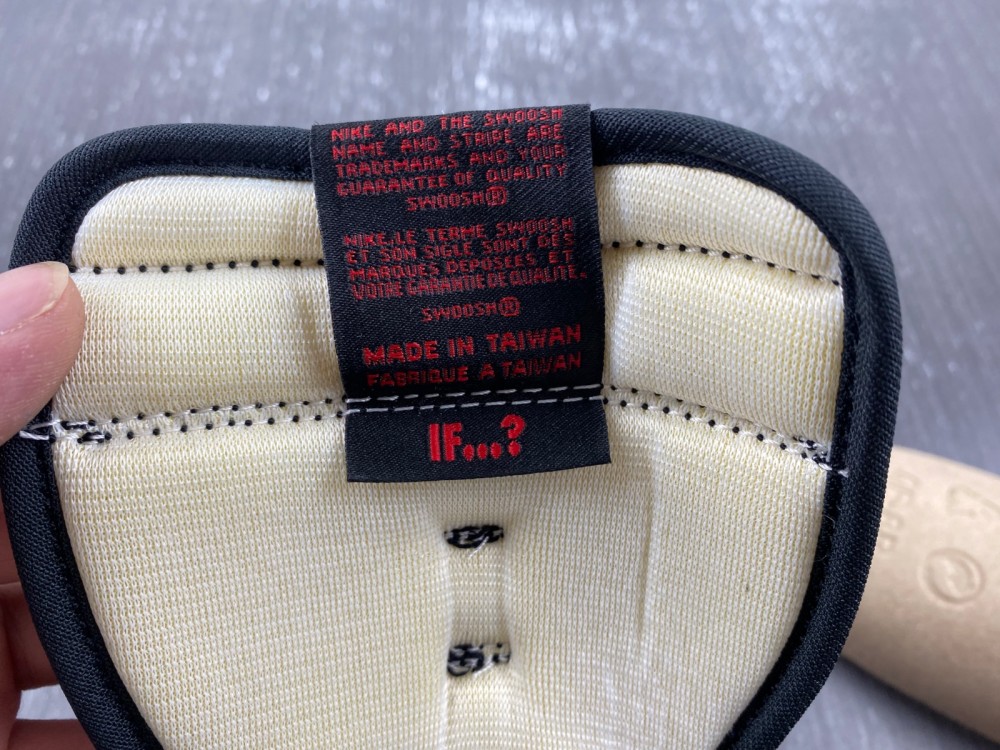 NIKE AND THE SWOOSH
NAME AND STRIPE ARE
TRADEMARKS AND YOUR
GUARANTEE OF QUALITY
SWOOSH®
NIKE, LE TERME SWOOSH
ET SON SIGLE SONT DES
MARQUES DEPOSEES ET
VOTRE GARANTIE DE QUALITE.
SWOOSH®
MADE IN TAIWAN
FABRIQUE A TAIWAN
IF....?